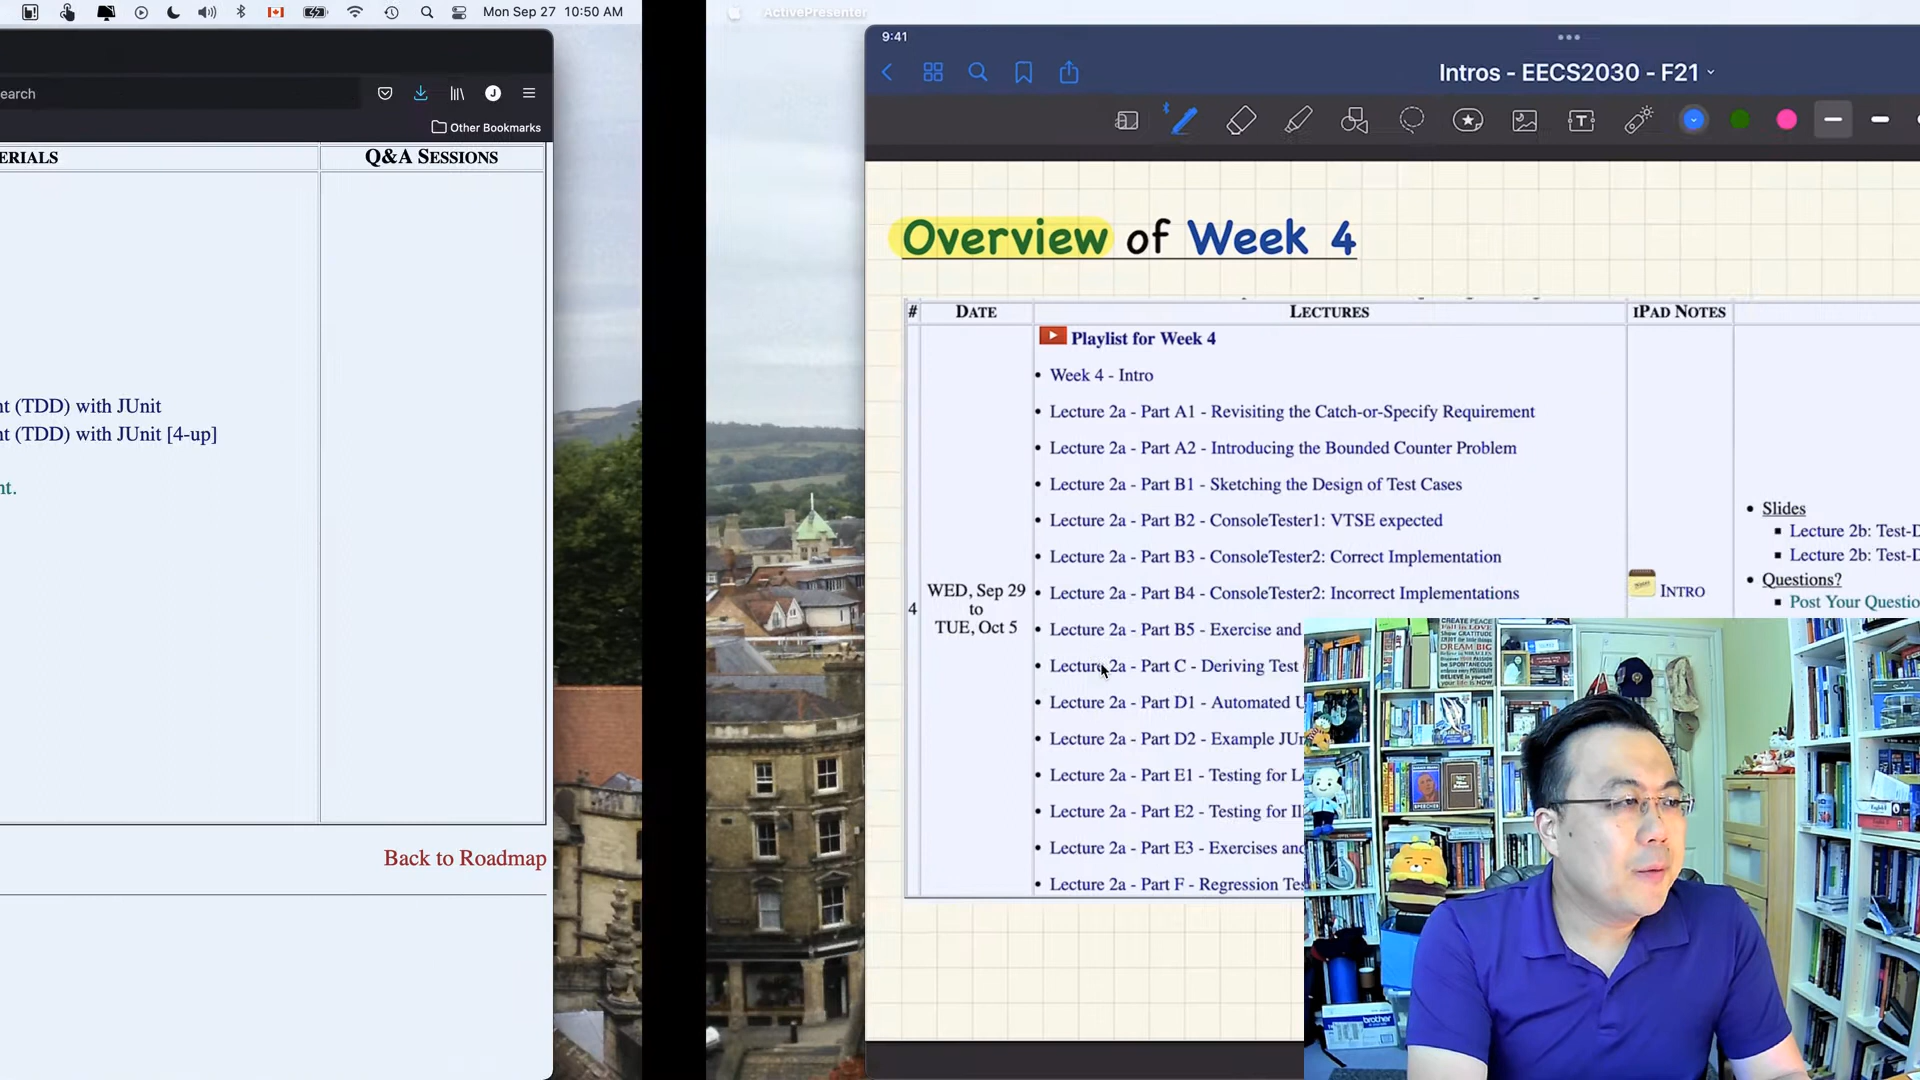 Mon Sep 27 10:50 AM
ActivePresenter
earch
J
Other Bookmarks
ERIALS
Q&A SESSIONS
nt (TDD) with JUnit
nt (TDD) with JUnit [4-up]
nt.
Back to Roadmap
9:41
Intros - EECS2030 - F21
T
Overview of Week 4
# DATE LECTURES IPAD NOTES
Playlist for Week 4
Week 4 - Intro
Lecture 2a - Part A1 - Revisiting the Catch-or-Specify Requirement
Lecture 2a - Part A2 - Introducing the Bounded Counter Problem
Lecture 2a - Part B1 - Sketching the Design of Test Cases
Lecture 2a - Part B2 - ConsoleTester1: VTSE expected
Lecture 2a - Part B3 - ConsoleTester2: Correct Implementation
Lecture 2a - Part B4 - ConsoleTester2: Incorrect Implementations
Lecture 2a - Part B5 - Exercise and
Lecture 2a - Part C - Deriving Test
Lecture 2a - Part D1 - Automated U
Lecture 2a - Part D2 - Example JUn
Lecture 2a - Part E1 - Testing for L
Lecture 2a - Part E2 - Testing for Il
Lecture 2a - Part E3 - Exercises and
Lecture 2a - Part F - Regression Tes
4
WED, Sep 29
to
TUE, Oct 5
INTRO
Slides
Lecture 2b: Test-D
Lecture 2b: Test-D
Questions?
Post Your Questio
DREAM BIG
brother